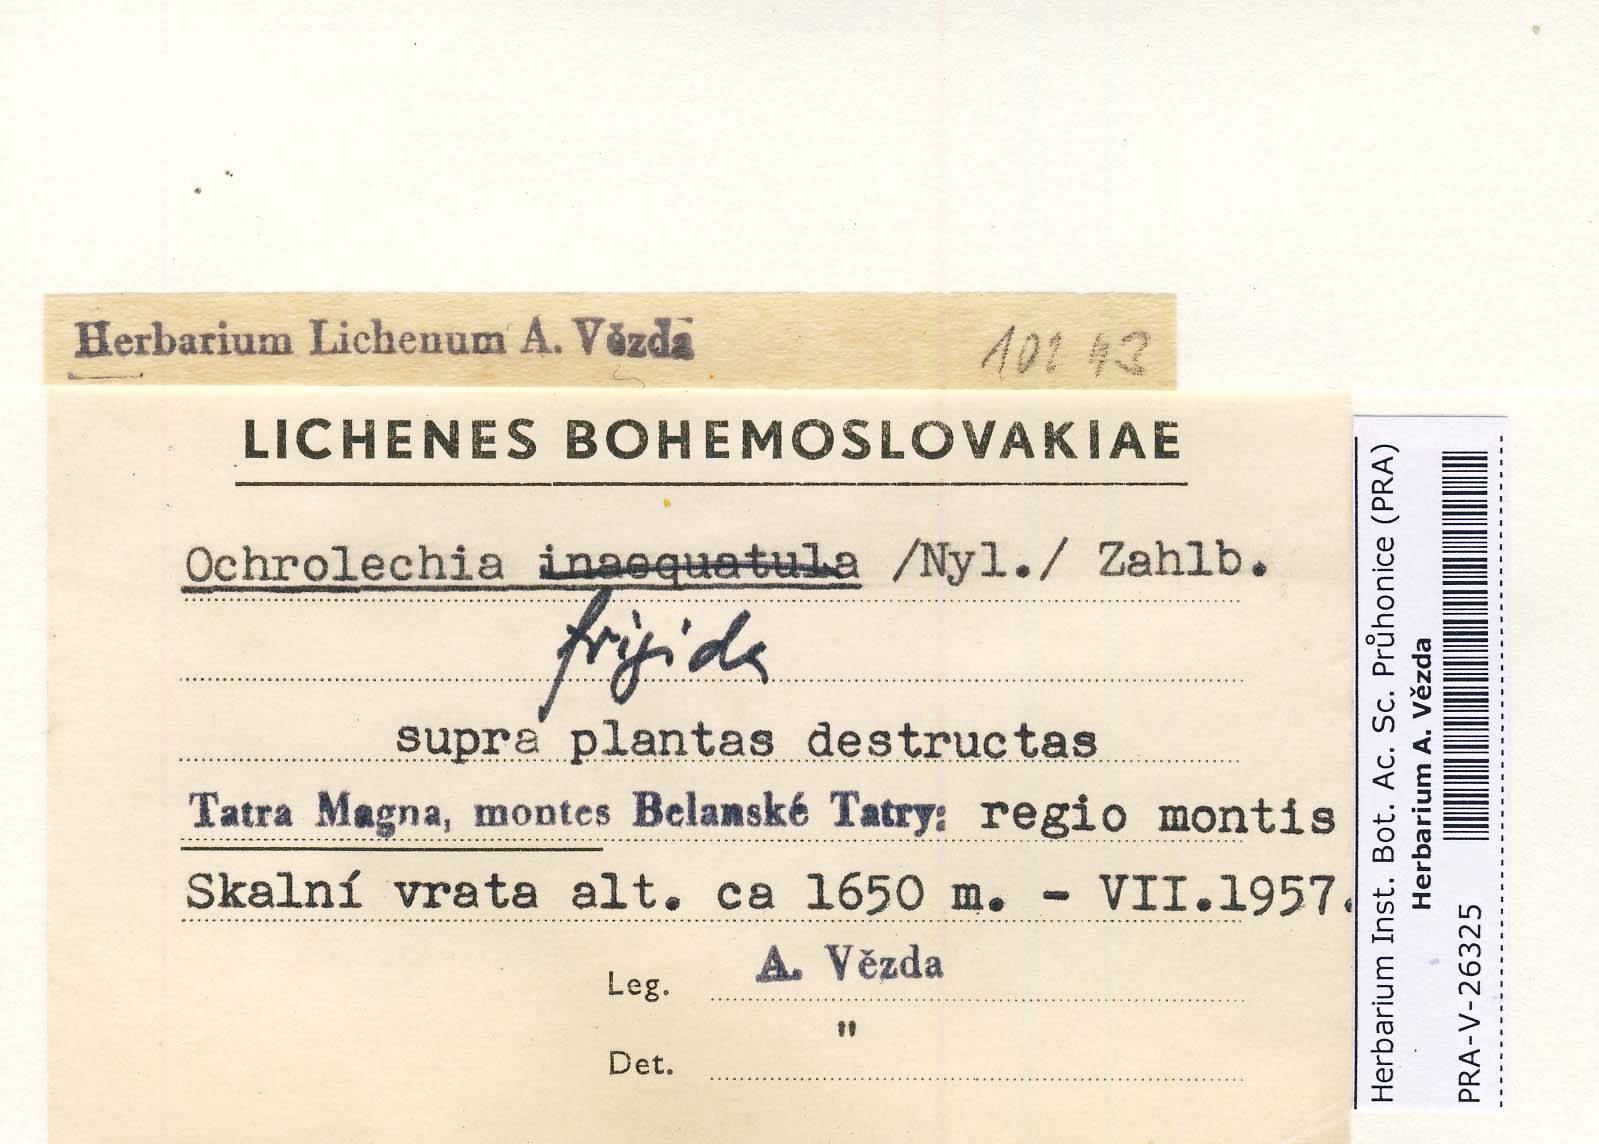 Herbarium Lichenum A. Vězda
LICHENES BOHEMOSLOVAKIAE
Ochrolechia inaequatula /Nyl./ Zahlb.
frigida
supra plantas destructas
Tatra Magna, montes Belanské Tatry: regio montis
Skalní vrata alt. ca 1650 m. - VII.1957.
Leg. A. Vězda
Det. "
Herbarium Inst. Bot. Ac. Sc. Průhonice (PRA)
Herbarium A. Vězda
PRA-V-26325